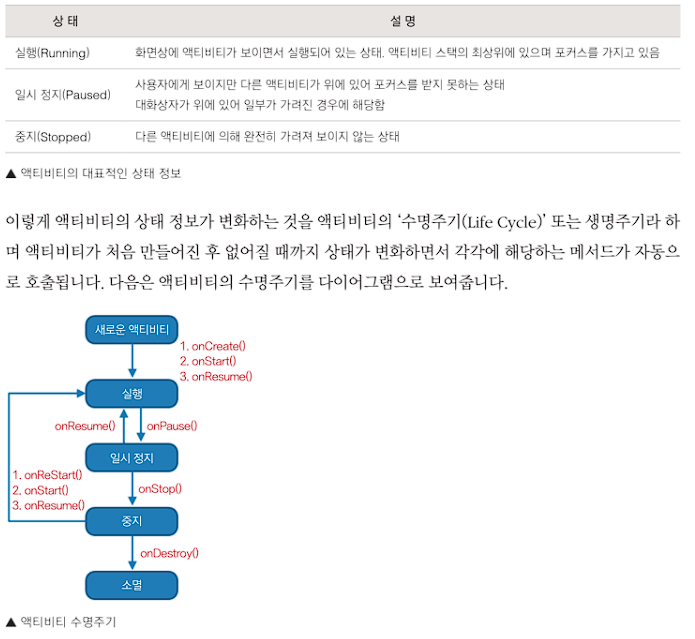 상 태 설 명
실행(Running) 화면상에 액티비티가 보이면서 실행되어 있는 상태. 액티비티 스택의 최상위에 있으며 포커스를 가지고 있음
일시 정지(Paused) 사용자에게 보이지만 다른 액티비티가 위에 있어 포커스를 받지 못하는 상태
대화상자가 위에 있어 일부가 가려진 경우에 해당함
중지(Stopped) 다른 액티비티에 의해 완전히 가려져 보이지 않는 상태
▲ 액티비티의 대표적인 상태 정보
이렇게 액티비티의 상태 정보가 변화하는 것을 액티비티의 ‘수명주기(Life Cycle)’ 또는 생명주기라 하
며 액티비티가 처음 만들어진 후 없어질 때까지 상태가 변화하면서 각각에 해당하는 메서드가 자동으
로 호출됩니다. 다음은 액티비티의 수명주기를 다이어그램으로 보여줍니다.
새로운 액티비티
1. onCreate()
2. onStart()
3. onResume()
실행
onResume() onPause()
일시 정지
1. onReStart()
2. onStart()
3. onResume()
onStop()
중지
onDestroy()
소멸
▲ 액티비티 수명주기